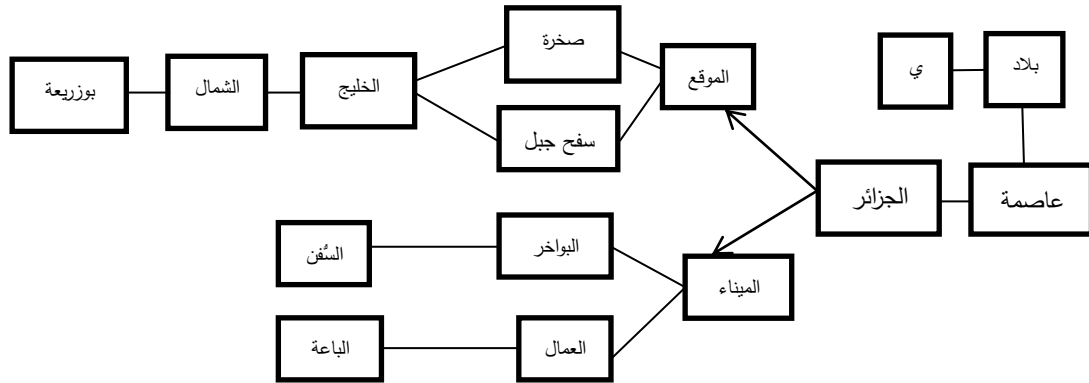 صخرة
بلاد
ي
الموقع
الخليج
الشمال
بوزريعة
سفح جبل
عاصمة
الجزائر
البواخر
السُّفن
الميناء
العمال
الباعة